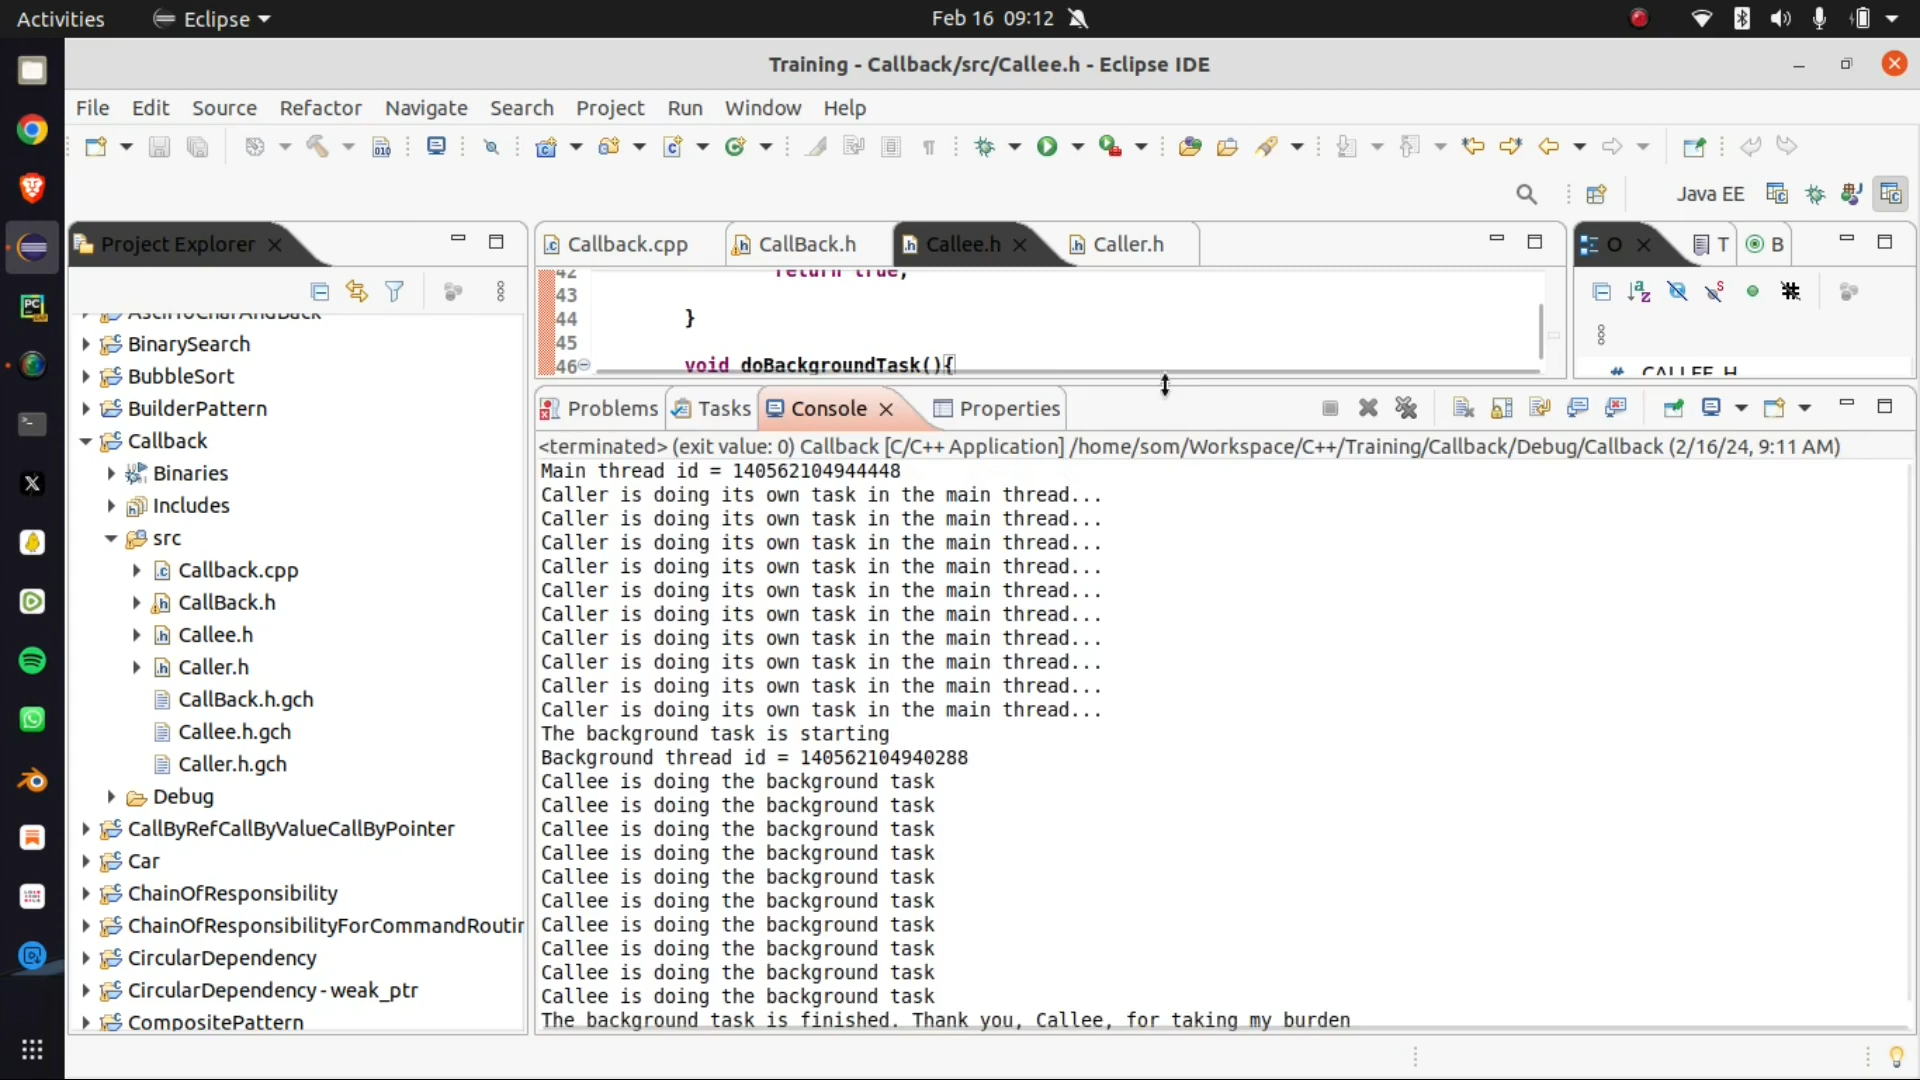 Activities Eclipse Feb 16 09:12
Training - Callback/src/Callee.h - Eclipse IDE
File Edit Source Refactor Navigate Search Project Run Window Help
Java EE
Project Explorer
Callback.cpp CallBack.h Callee.h Caller.h
O T B
42 return true;
43
44 }
45
46 void doBackgroundTask(){
# CALLEE_H
AsciiToCharAndBack
BinarySearch
BubbleSort
BuilderPattern
Callback
Binaries
Includes
src
Callback.cpp
CallBack.h
Callee.h
Caller.h
CallBack.h.gch
Callee.h.gch
Caller.h.gch
Debug
CallByRefCallByValueCallByPointer
Car
ChainOfResponsibility
ChainOfResponsibilityForCommandRoutin
CircularDependency
CircularDependency - weak_ptr
CompositePattern
Problems Tasks Console Properties
<terminated> (exit value: 0) Callback [C/C++ Application] /home/som/Workspace/C++/Training/Callback/Debug/Callback (2/16/24, 9:11 AM)
Main thread id = 140562104944448
Caller is doing its own task in the main thread...
Caller is doing its own task in the main thread...
Caller is doing its own task in the main thread...
Caller is doing its own task in the main thread...
Caller is doing its own task in the main thread...
Caller is doing its own task in the main thread...
Caller is doing its own task in the main thread...
Caller is doing its own task in the main thread...
Caller is doing its own task in the main thread...
Caller is doing its own task in the main thread...
The background task is starting
Background thread id = 140562104940288
Callee is doing the background task
Callee is doing the background task
Callee is doing the background task
Callee is doing the background task
Callee is doing the background task
Callee is doing the background task
Callee is doing the background task
Callee is doing the background task
Callee is doing the background task
Callee is doing the background task
The background task is finished. Thank you, Callee, for taking my burden